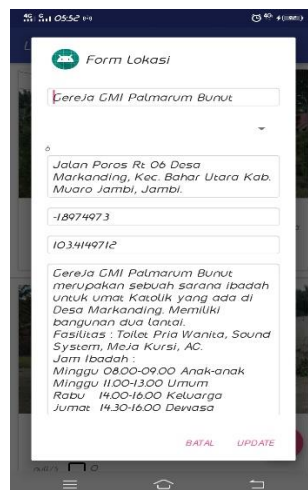 05:52
Form Lokasi
Gereja GMI Palmarum Bunut
6
Jalan Poros Rt 06 Desa
Markanding, Kec. Bahar Utara Kab.
Muaro Jambi, Jambi.
-1.8974973
103.4149712
Gereja GMI Palmarum Bunut
merupakan sebuah sarana ibadah
untuk umat Katolik yang ada di
Desa Markanding. Memiliki
bangunan dua lantai.
Fasilitas : Toilet Pria Wanita, Sound
System, Meja Kursi, AC.
Jam Ibadah :
Minggu 08.00-09.00 Anak-anak
Minggu 11.00-13.00 Umum
Rabu 14.00-16.00 Keluarga
Jumat 14.30-16.00 Dewasa
BATAL UPDATE